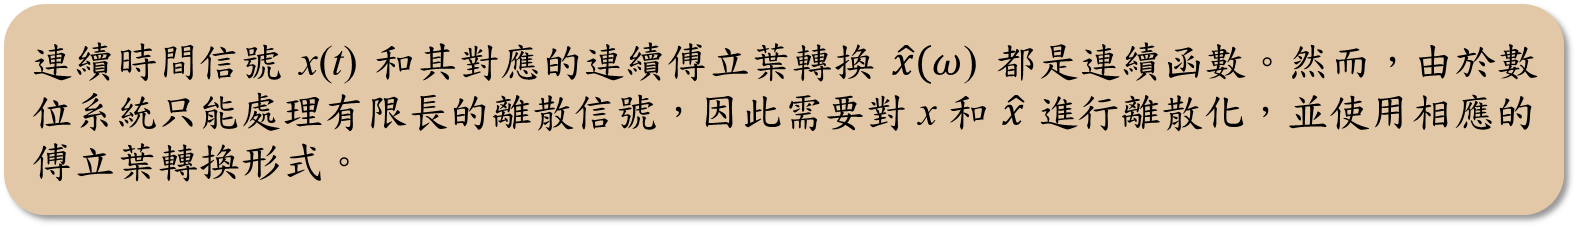 連續時間信號 x(t) 和其對應的連續傅立葉轉換 x̂(ω) 都是連續函數。然而，由於數
位系統只能處理有限長的離散信號，因此需要對 x 和 x̂ 進行離散化，並使用相應的
傅立葉轉換形式。